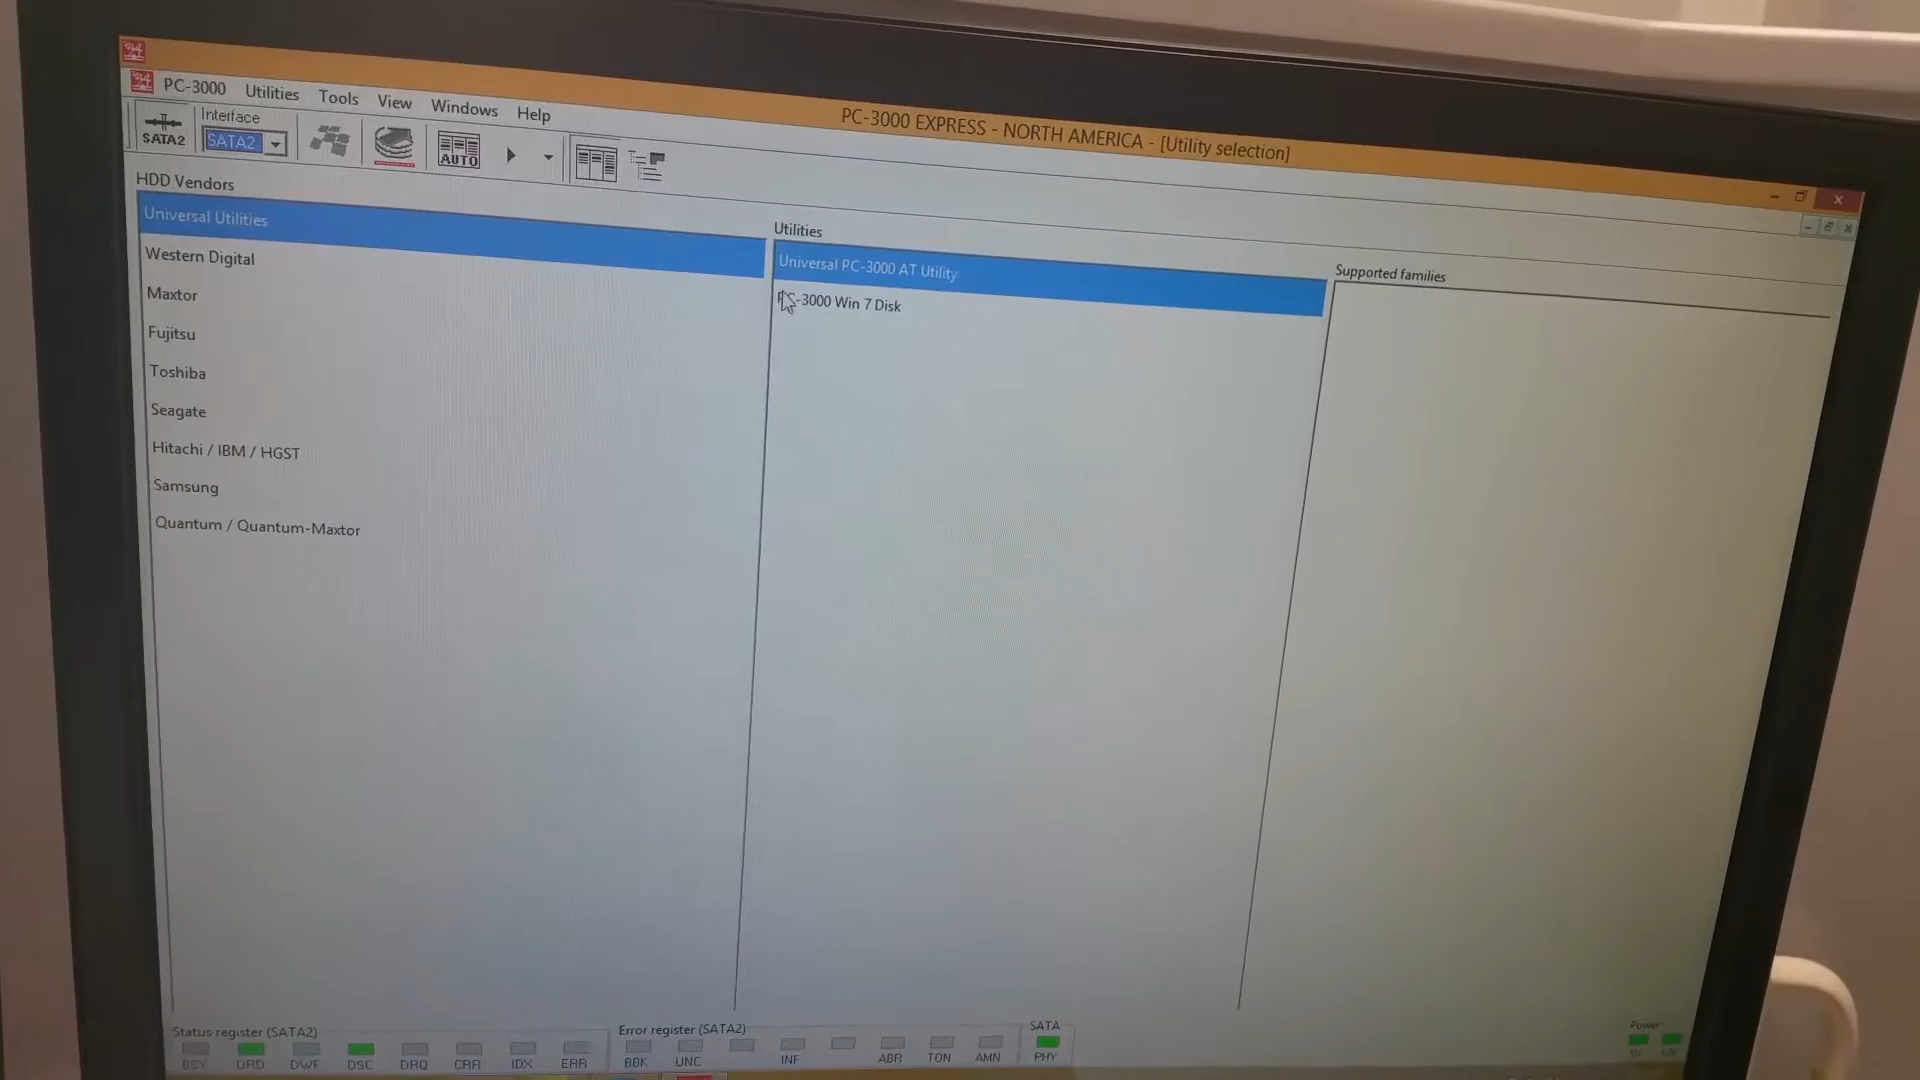 PC-3000 EXPRESS - NORTH AMERICA - [Utility selection]
PC-3000 Utilities Tools View Windows Help
SATA2
Interface
SATA2
AUTO
HDD Vendors
Universal Utilities
Western Digital
Maxtor
Fujitsu
Toshiba
Seagate
Hitachi / IBM / HGST
Samsung
Quantum / Quantum-Maxtor
Utilities
Universal PC-3000 AT Utility
PC-3000 Win 7 Disk
Supported families
Status register (SATA2)
BSY DRD DWF DSC DRQ CRR IDX ERR
Error register (SATA2)
BBK UNC INF ABR TON AMN
SATA
PHY
Power